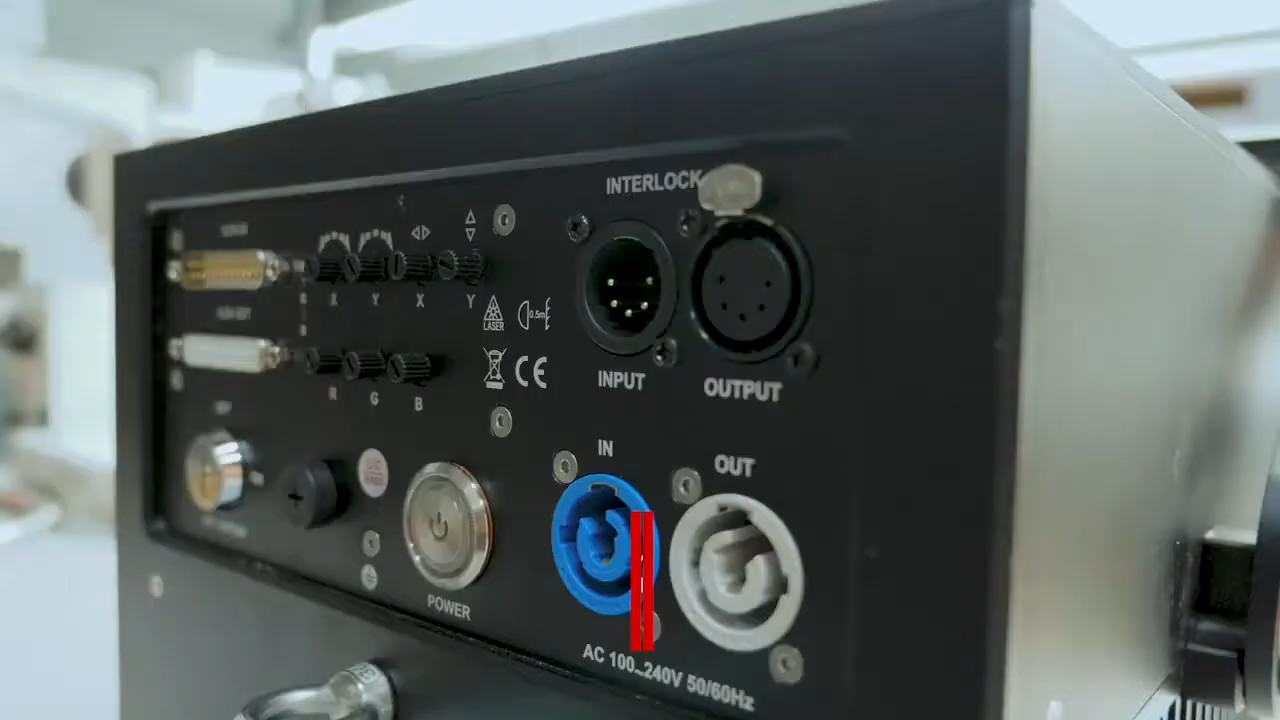 INTERLOCK
X Y X Y
LASER
0.5m
CE
INPUT
OUTPUT
R G B
IN
OUT
POWER
AC 100~240V 50/60Hz